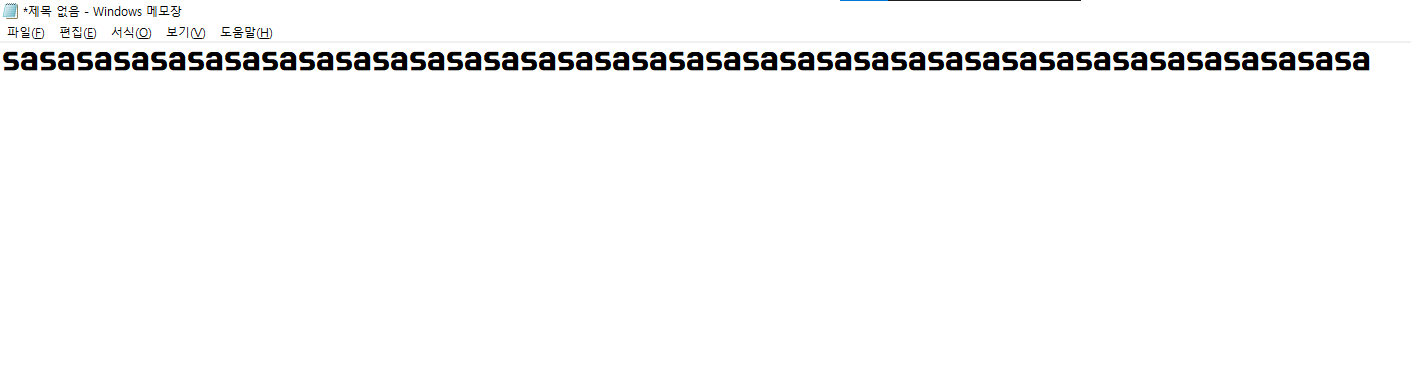 *제목 없음 - Windows 메모장
파일(F) 편집(E) 서식(O) 보기(V) 도움말(H)
sasasasasasasasasasasasasasasasasasasasasasasasasasasasasasasasasasasasasa